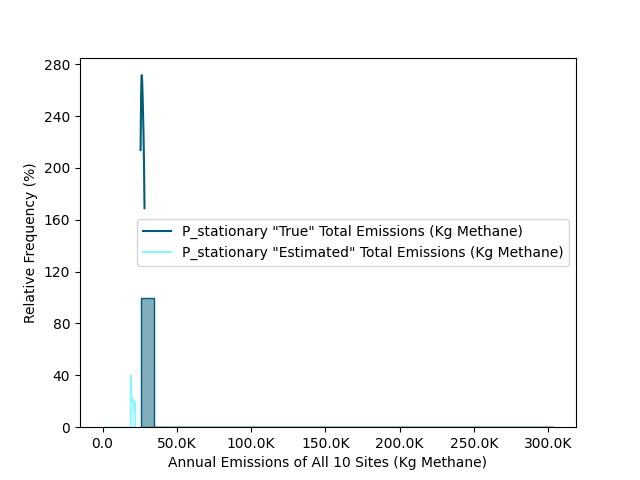 280
240
200
160
120
80
40
0
Relative Frequency (%)
P_stationary "True" Total Emissions (Kg Methane)
P_stationary "Estimated" Total Emissions (Kg Methane)
0.0 50.0K 100.0K 150.0K 200.0K 250.0K 300.0K
Annual Emissions of All 10 Sites (Kg Methane)